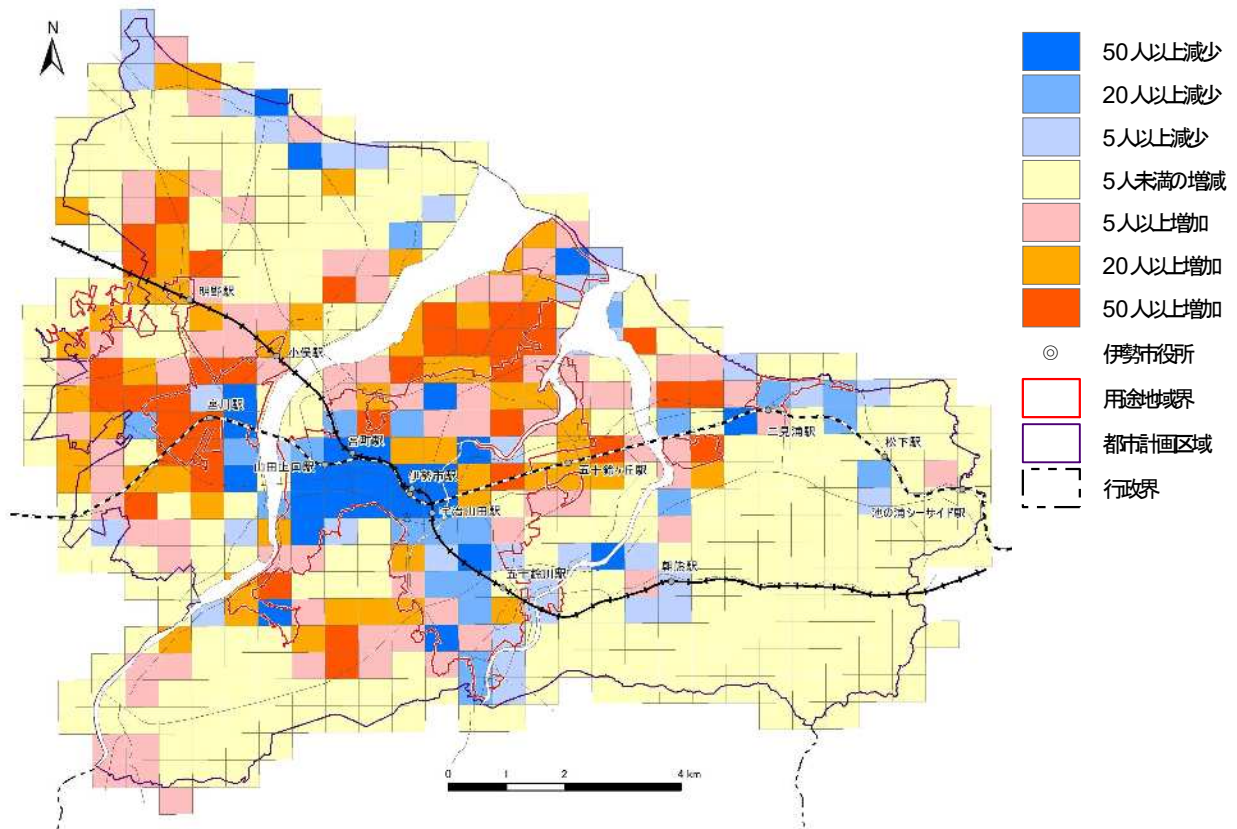 N
50人以上減少
20人以上減少
5人以上減少
5人未満の増減
5人以上増加
20人以上増加
50人以上増加
伊勢市役所
用途地域界
都市計画区域
行政界
明野駅
小俣駅
宮川駅
宮町駅
山田上口駅
伊勢市駅
宇治山田駅
五十鈴ヶ丘駅
二見浦駅
松下駅
池の浦シーサイド駅
五十鈴川駅
朝熊駅
0 1 2 4 km